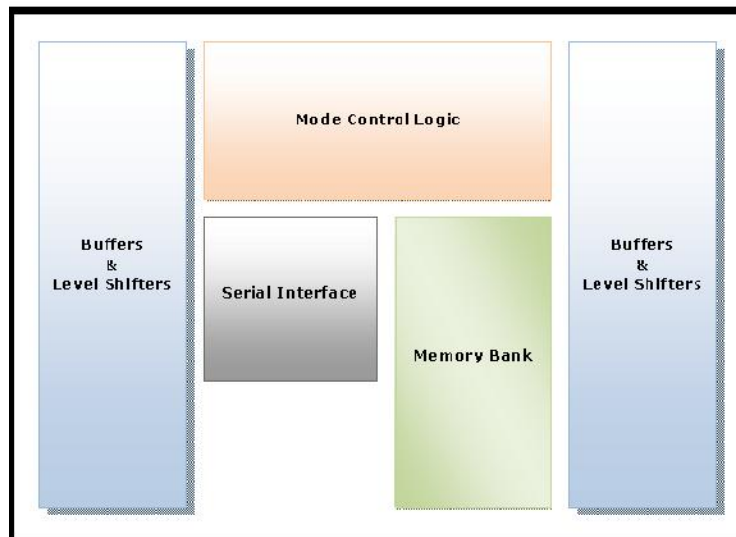 Mode Control Logic
Buffers
&
Level Shifters
Serial Interface
Memory Bank
Buffers
&
Level Shifters